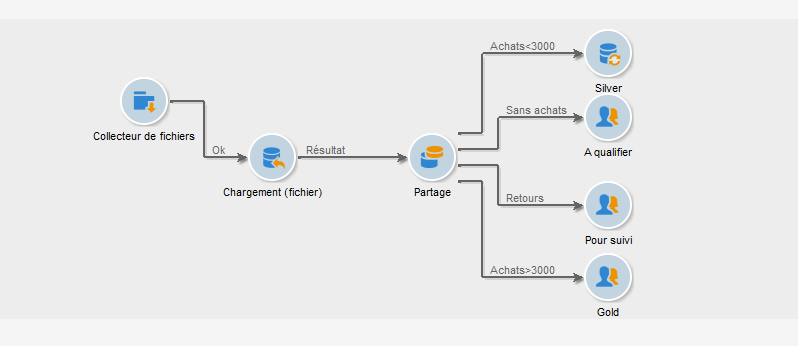 Collecteur de fichiers
Ok
Chargement (fichier)
Résultat
Partage
Achats<3000
Silver
Sans achats
A qualifier
Retours
Pour suivi
Achats>3000
Gold